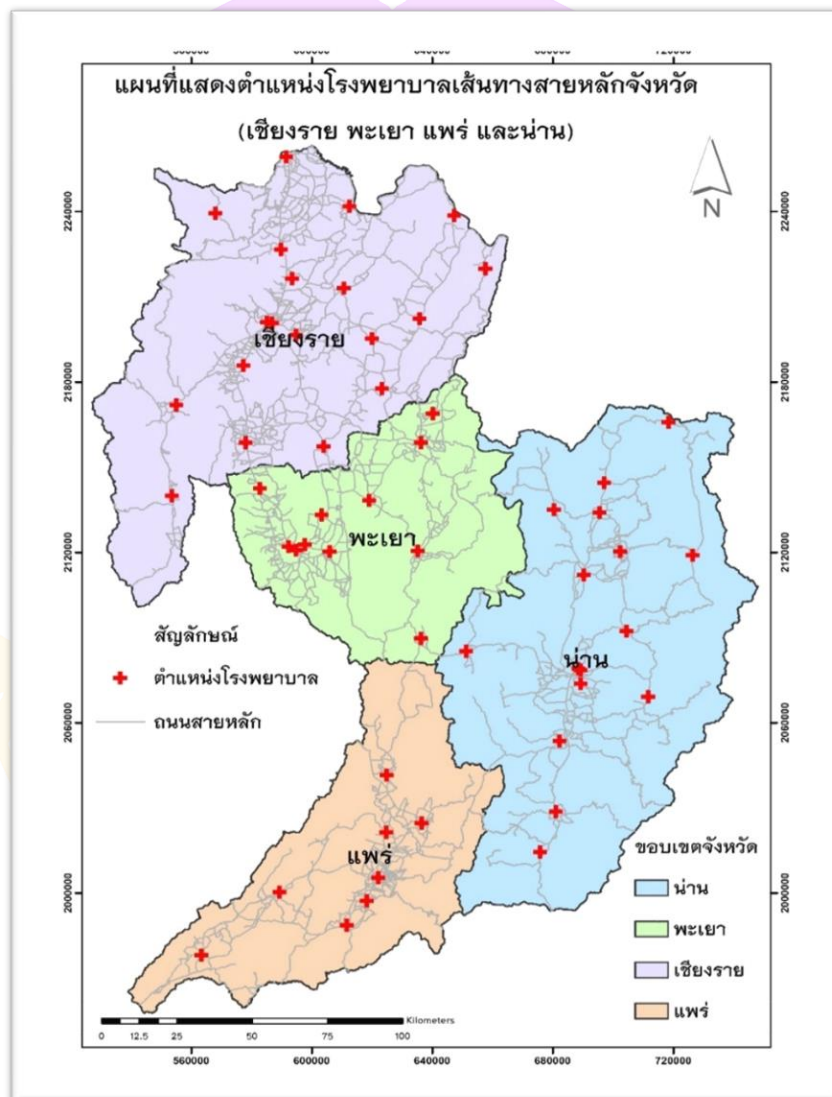 แผนที่แสดงตำแหน่งโรงพยาบาลเส้นทางสายหลักจังหวัด
(เชียงราย พะเยา แพร่ และน่าน)
N
2240000
2240000
เชียงราย
2180000
2180000
พะเยา
2120000
2120000
สัญลักษณ์
ตำแหน่งโรงพยาบาล
ถนนสายหลัก
น่าน
2060000
2060000
แพร่
ขอบเขตจังหวัด
น่าน
พะเยา
เชียงราย
แพร่
2000000
2000000
Kilometers
0 12.5 25 50 75 100
560000 600000 640000 680000 720000